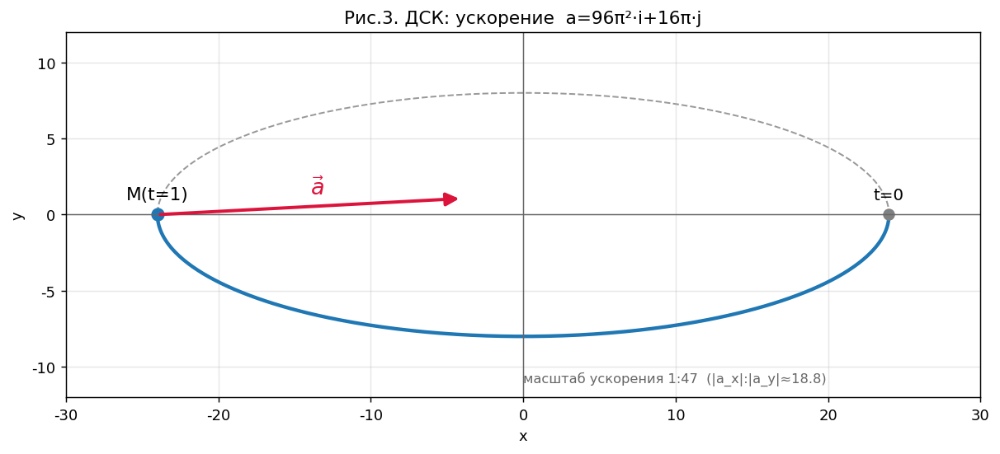 Рис.3. ДСК: ускорение  a=96π²·i+16π·j
10
5
0
-5
-10
y
M(t=1)
a⃗
t=0
масштаб ускорения 1:47  (|a_x|:|a_y|≈18.8)
-30
-20
-10
0
10
20
30
x